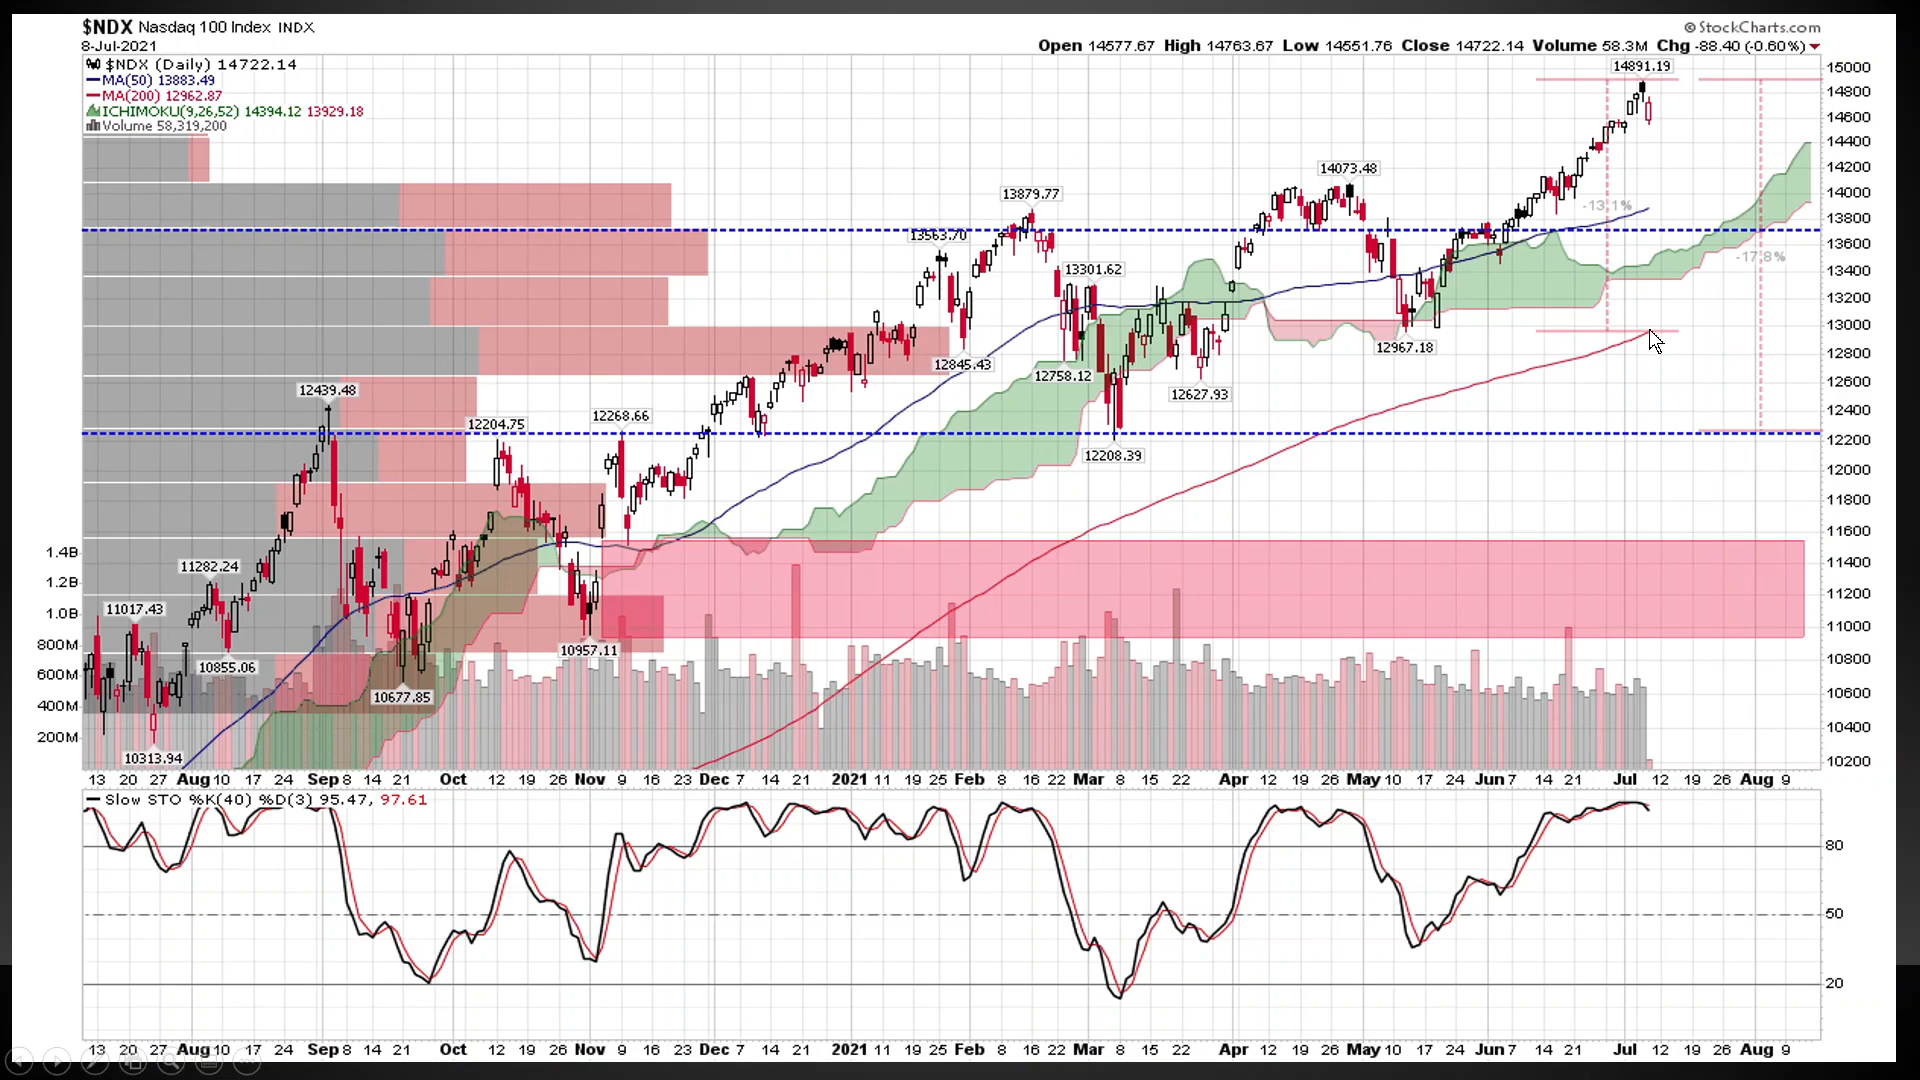 $NDX Nasdaq 100 Index INDX
© StockCharts.com
8-Jul-2021
Open 14577.67 High 14763.67 Low 14551.76 Close 14722.14 Volume 58.3M Chg -88.40 (-0.60%)
$NDX (Daily) 14722.14
MA(50) 13883.49
MA(200) 12962.87
ICHIMOKU(9,26,52) 14394.12 13929.18
Volume 58,319,200
14891.19
14073.48
13879.77
13563.70
13301.62
12967.18
12845.43
12758.12
12627.93
12439.48
12268.66
12204.75
12208.39
11282.24
11017.43
10957.11
10855.06
10677.85
10313.94
-13.1%
-17.8%
15000
14800
14600
14400
14200
14000
13800
13600
13400
13200
13000
12800
12600
12400
12200
12000
11800
11600
11400
11200
11000
10800
10600
10400
10200
1.4B
1.2B
1.0B
800M
600M
400M
200M
13 20 27 Aug 10 17 24 Sep 8 14 21 Oct 12 19 26 Nov 9 16 23 Dec 7 14 21 2021 11 19 25 Feb 8 16 22 Mar 8 15 22 Apr 12 19 26 May 10 17 24 Jun 7 14 21 Jul 12 19 26 Aug 9
Slow STO %K(40) %D(3) 95.47, 97.61
80
50
20
13 20 27 Aug 10 17 24 Sep 8 14 21 Oct 12 19 26 Nov 9 16 23 Dec 7 14 21 2021 11 19 25 Feb 8 16 22 Mar 8 15 22 Apr 12 19 26 May 10 17 24 Jun 7 14 21 Jul 12 19 26 Aug 9